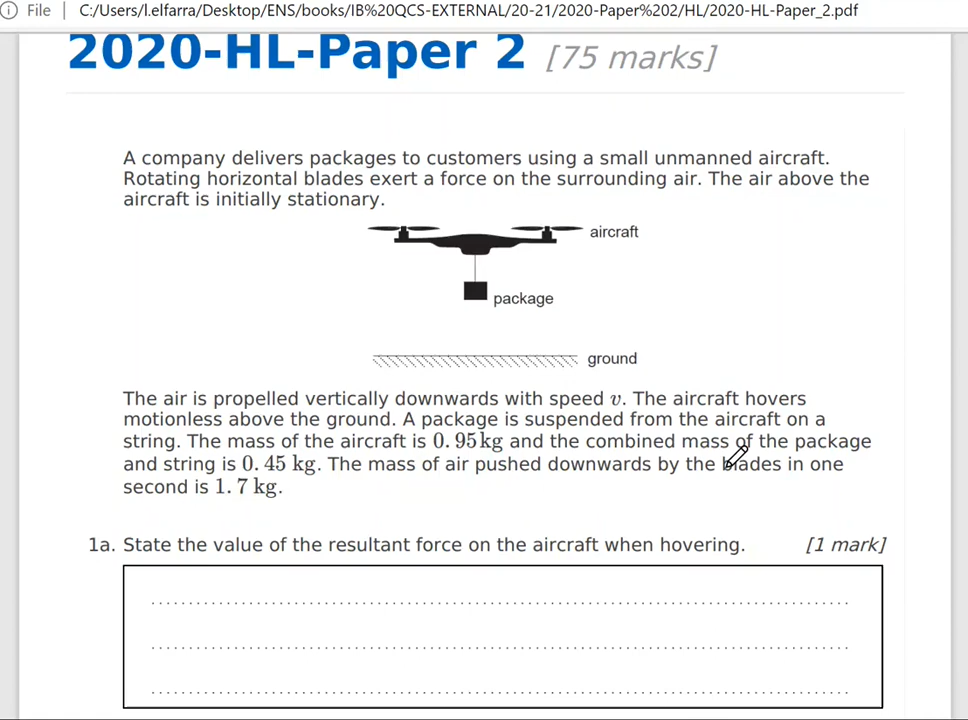 File | C:/Users/l.elfarra/Desktop/ENS/books/IB%20QCS-EXTERNAL/20-21/2020-Paper%202/HL/2020-HL-Paper_2.pdf
2020-HL-Paper 2 [75 marks]
A company delivers packages to customers using a small unmanned aircraft.
Rotating horizontal blades exert a force on the surrounding air. The air above the
aircraft is initially stationary.
aircraft
package
ground
The air is propelled vertically downwards with speed v. The aircraft hovers
motionless above the ground. A package is suspended from the aircraft on a
string. The mass of the aircraft is 0.95 kg and the combined mass of the package
and string is 0.45 kg. The mass of air pushed downwards by the blades in one
second is 1.7 kg.
1a. State the value of the resultant force on the aircraft when hovering. [1 mark]